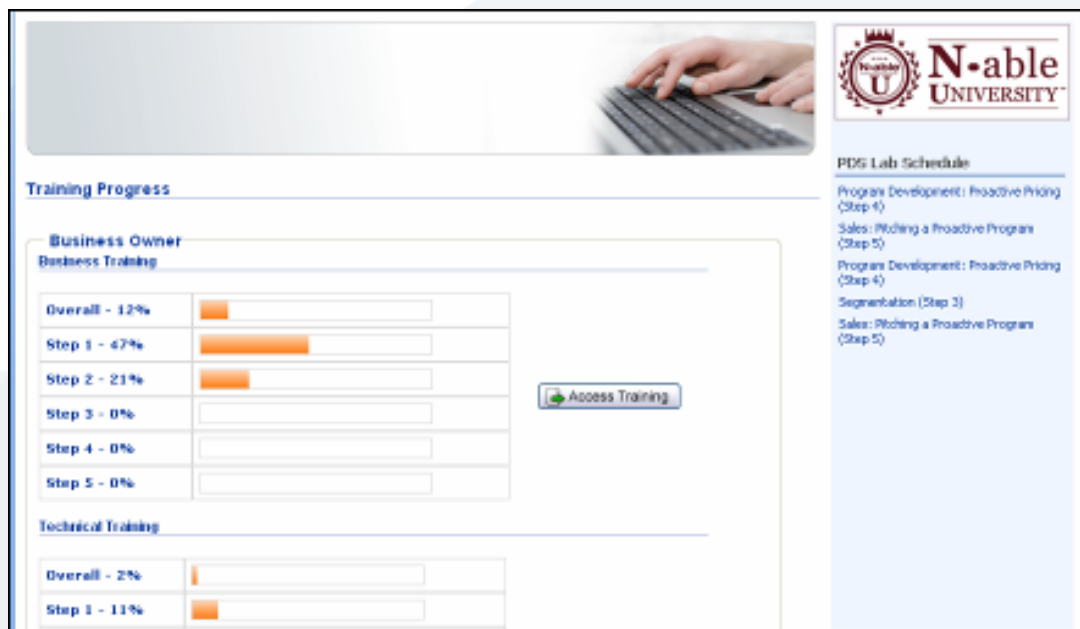 N-able
U
N-able
UNIVERSITY
Training Progress
Business Owner
Business Training
Overall - 12%
Step 1 - 47%
Step 2 - 21%
Step 3 - 0%
Step 4 - 0%
Step 5 - 0%
Access Training
Technical Training
Overall - 2%
Step 1 - 11%
PDS Lab Schedule
Program Development: Proactive Pricing
(Step 4)
Sales: Pitching a Proactive Program
(Step 5)
Program Development: Proactive Pricing
(Step 4)
Segmentation (Step 3)
Sales: Pitching a Proactive Program
(Step 5)